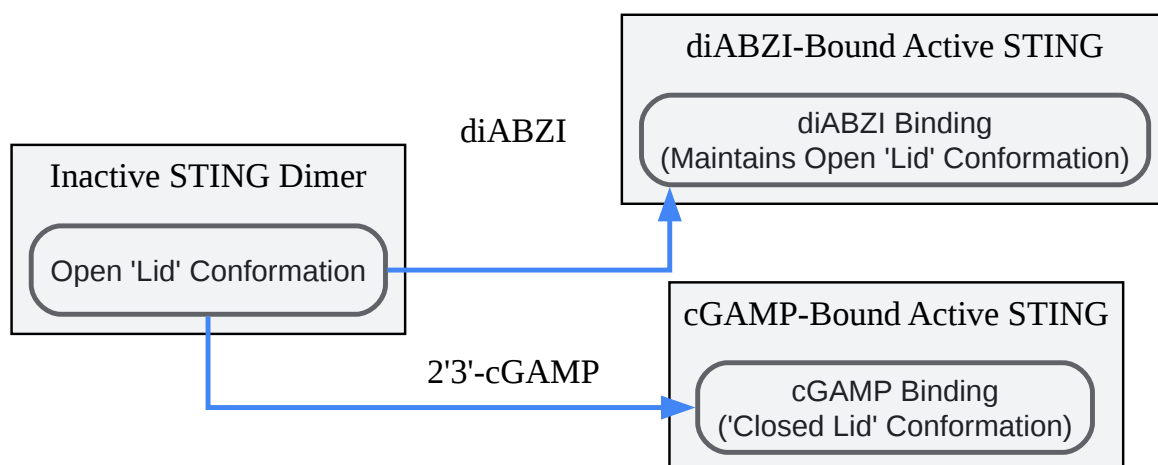 Inactive STING Dimer
Open 'Lid' Conformation
diABZI
diABZI-Bound Active STING
diABZI Binding
(Maintains Open 'Lid' Conformation)
2'3'-cGAMP
cGAMP-Bound Active STING
cGAMP Binding
('Closed Lid' Conformation)